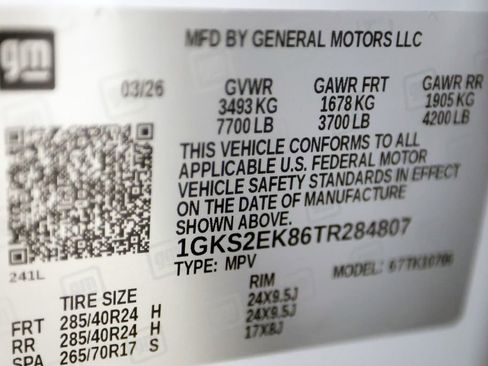 gm
MFD BY GENERAL MOTORS LLC
03/26 GVWR GAWR FRT GAWR RR
3493 KG 1678 KG 1905 KG
7700 LB 3700 LB 4200 LB
THIS VEHICLE CONFORMS TO ALL
APPLICABLE U.S. FEDERAL MOTOR
VEHICLE SAFETY STANDARDS IN EFFECT
ON THE DATE OF MANUFACTURE
SHOWN ABOVE.
1GKS2EK86TR284807
TYPE: MPV
241L
MODEL:
TIRE SIZE RIM
FRT 285/40R24 H 24X9.5J
RR 285/40R24 H 24X9.5J
SPA 265/70R17 S 17X8J